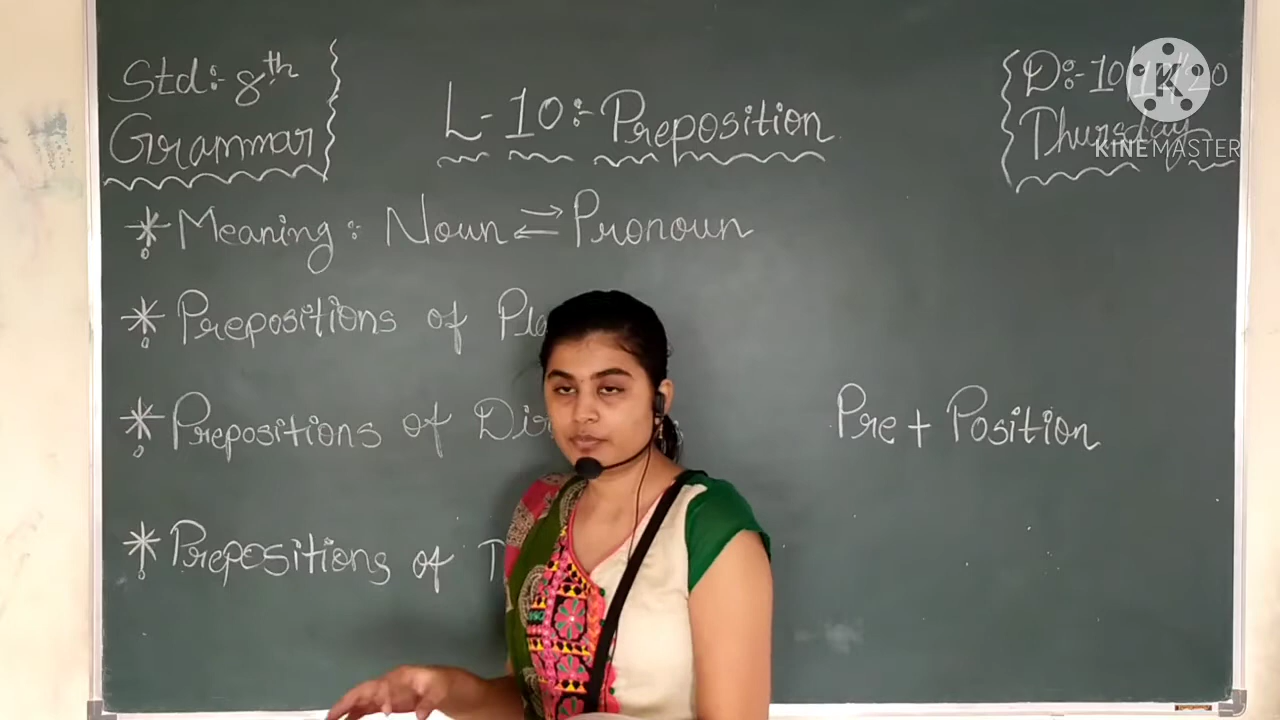 Std:- 8th
Grammar
L- 10:- Preposition
Thursday
KINEMASTER
* Meaning: Noun ⇄ Pronoun
* Prepositions of
* Prepositions of
Pre + Position
* Prepositions of